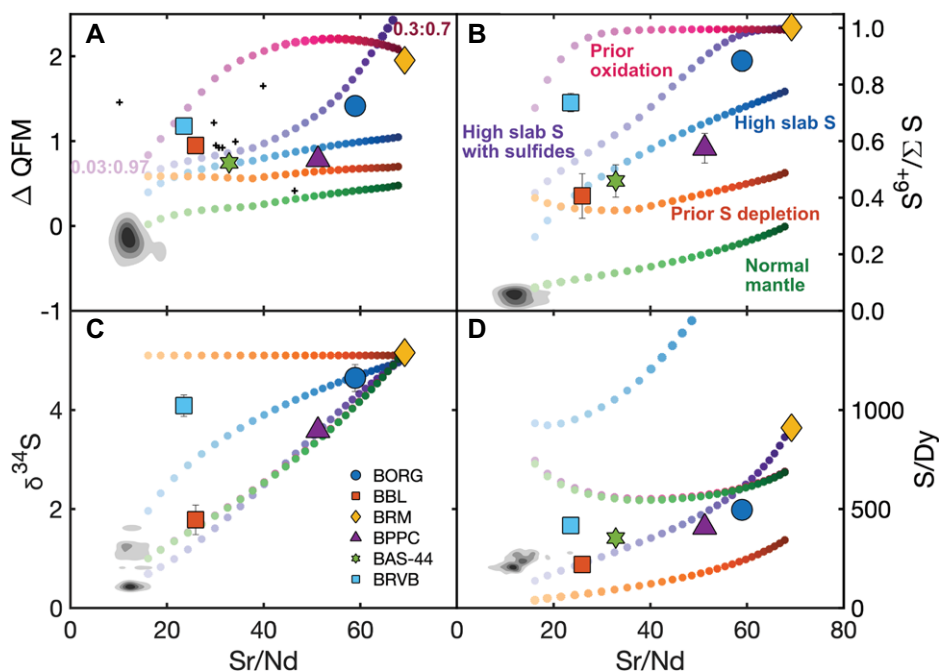 A
B
0.3:0.7
Prior
oxidation
High slab S
with sulfides
High slab S
0.03:0.97
Prior S depletion
Normal
mantle
2
1
0
-1
Δ QFM
1.0
0.8
0.6
0.4
0.2
0.0
S6+/Σ S
C
D
4
2
0
δ34S
BORG
BBL
BRM
BPPC
BAS-44
BRVB
1000
500
0
S/Dy
0 20 40 60
20 40 60 80
Sr/Nd
Sr/Nd